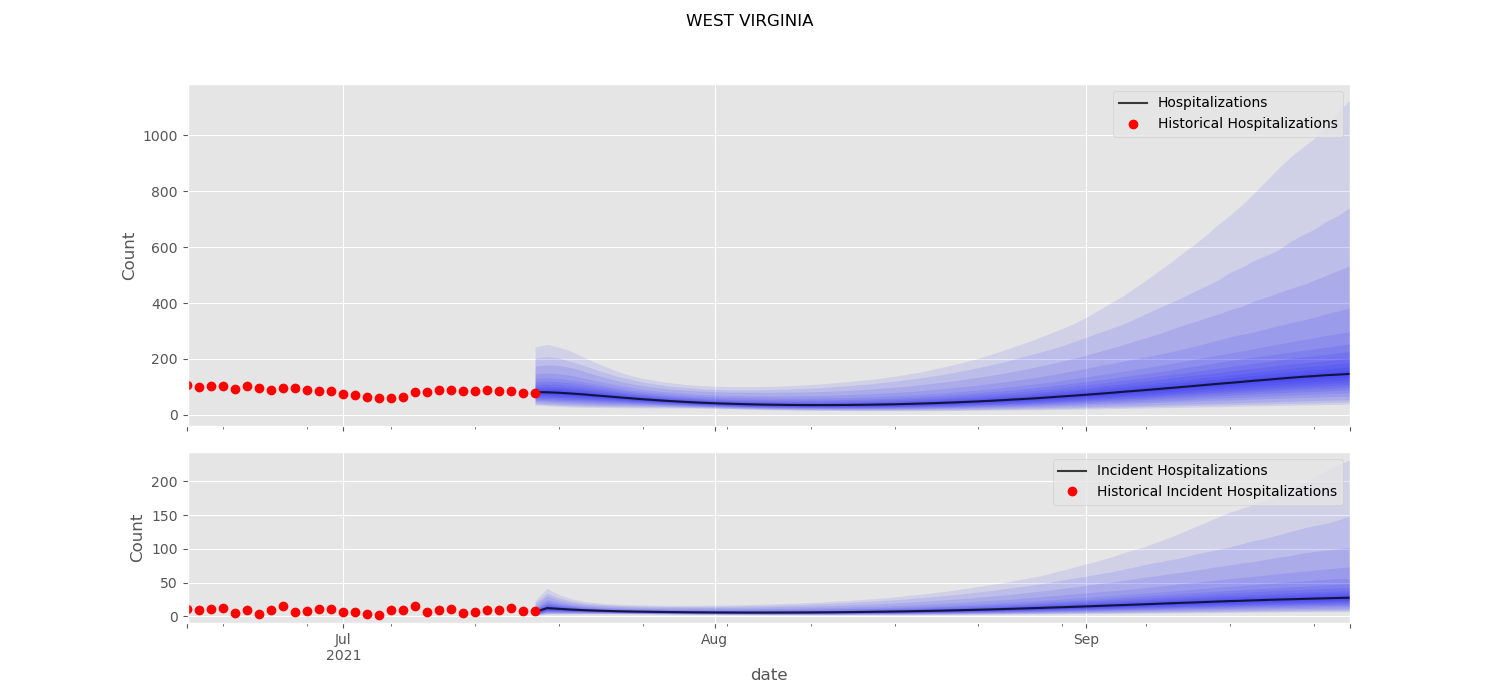 WEST VIRGINIA
Hospitalizations
Historical Hospitalizations
1000
800
600
400
200
0
Count
Incident Hospitalizations
Historical Incident Hospitalizations
200
150
100
50
0
Count
Jul
2021
Aug
Sep
date